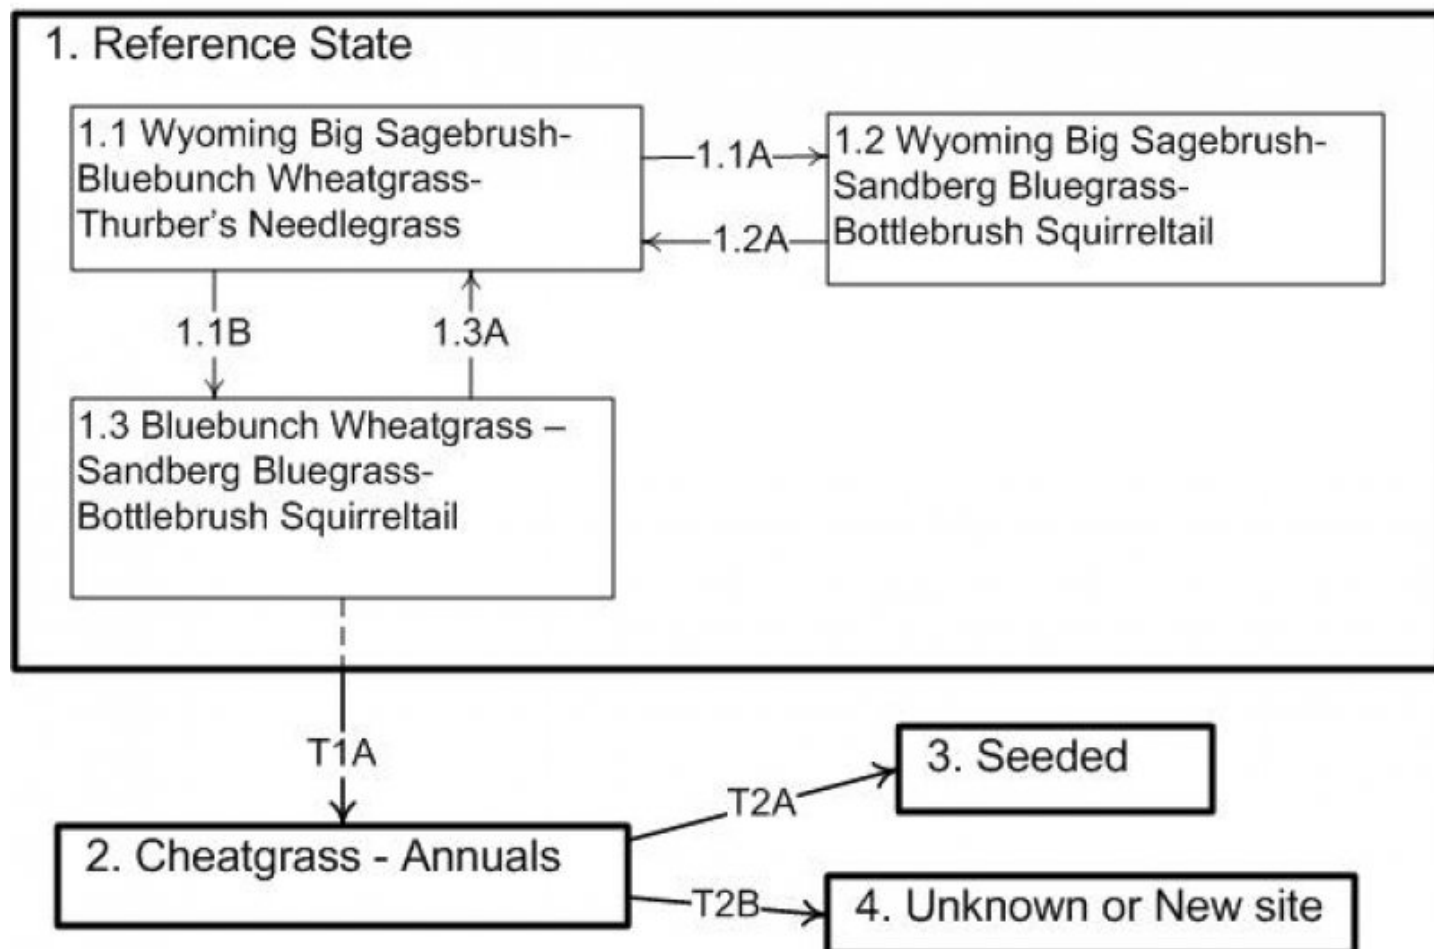 1. Reference State
1.1 Wyoming Big Sagebrush-
Bluebunch Wheatgrass-
Thurber’s Needlegrass
1.1A
1.2A
1.2 Wyoming Big Sagebrush-
Sandberg Bluegrass-
Bottlebrush Squirreltail
1.1B
1.3A
1.3 Bluebunch Wheatgrass –
Sandberg Bluegrass-
Bottlebrush Squirreltail
T1A
2. Cheatgrass - Annuals
T2A
3. Seeded
T2B
4. Unknown or New site